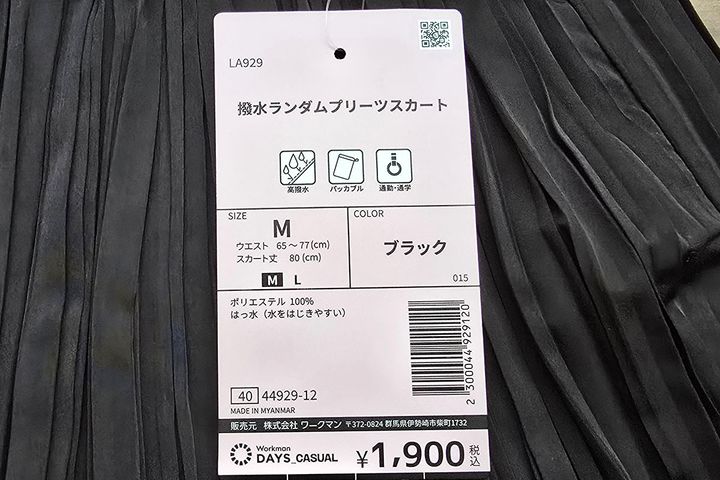 LA929
撥水ランダムプリーツスカート
高撥水 パッカブル 通勤・通学
SIZE
M
ウエスト 65～77(cm)
スカート丈 80(cm)
M L
COLOR
ブラック
015
ポリエステル 100%
はっ水（水をはじきやすい）
2 300044 929120
40 44929-12
MADE IN MYANMAR
販売元 株式会社 ワークマン 〒372-0824 群馬県伊勢崎市柴町1732
Workman
DAYS_CASUAL
¥1,900税込